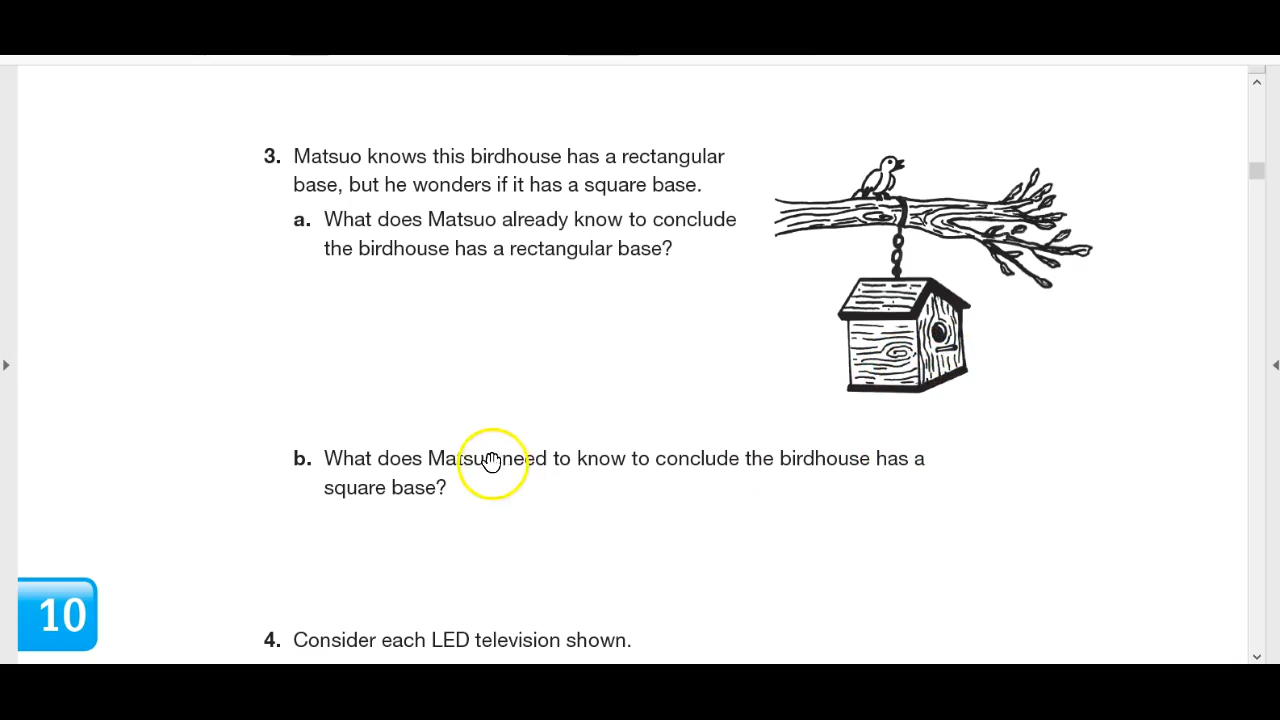 3. Matsuo knows this birdhouse has a rectangular
base, but he wonders if it has a square base.
a. What does Matsuo already know to conclude
the birdhouse has a rectangular base?
b. What does Matsuo need to know to conclude the birdhouse has a
square base?
10
4. Consider each LED television shown.